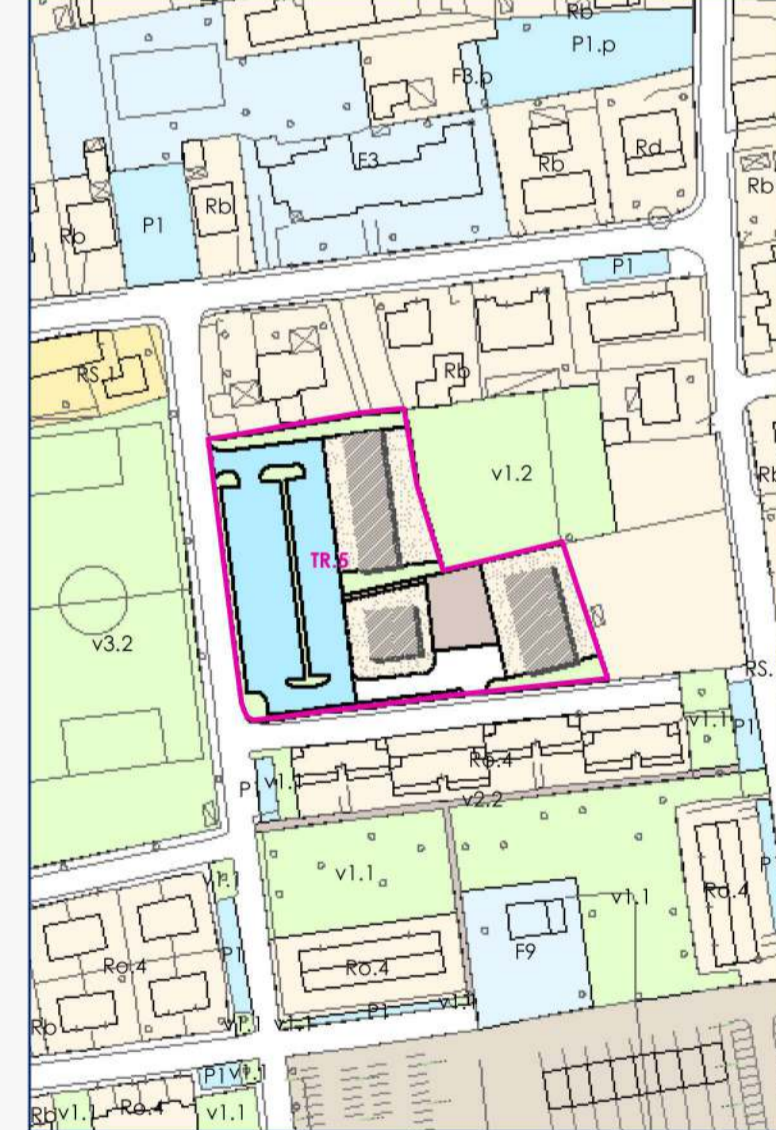 Rb
P1.p
F3.p
F3
Rb
Rd
Rb
Rb
P1
Rb
P1
RS.1
Rb
v1.2
Rb
TR.5
v3.2
RS.
v1.1
P1
Ro.4
P
v1.1
v2.2
v1.1
v1.1
Ro.4
P
v1.1
F9
Ro.4
Ro.4
P1
P1
v1.1
Rb
v1.1
v1.1
P1
v1.1
Rb
v1.1
Ro.4
v1.1